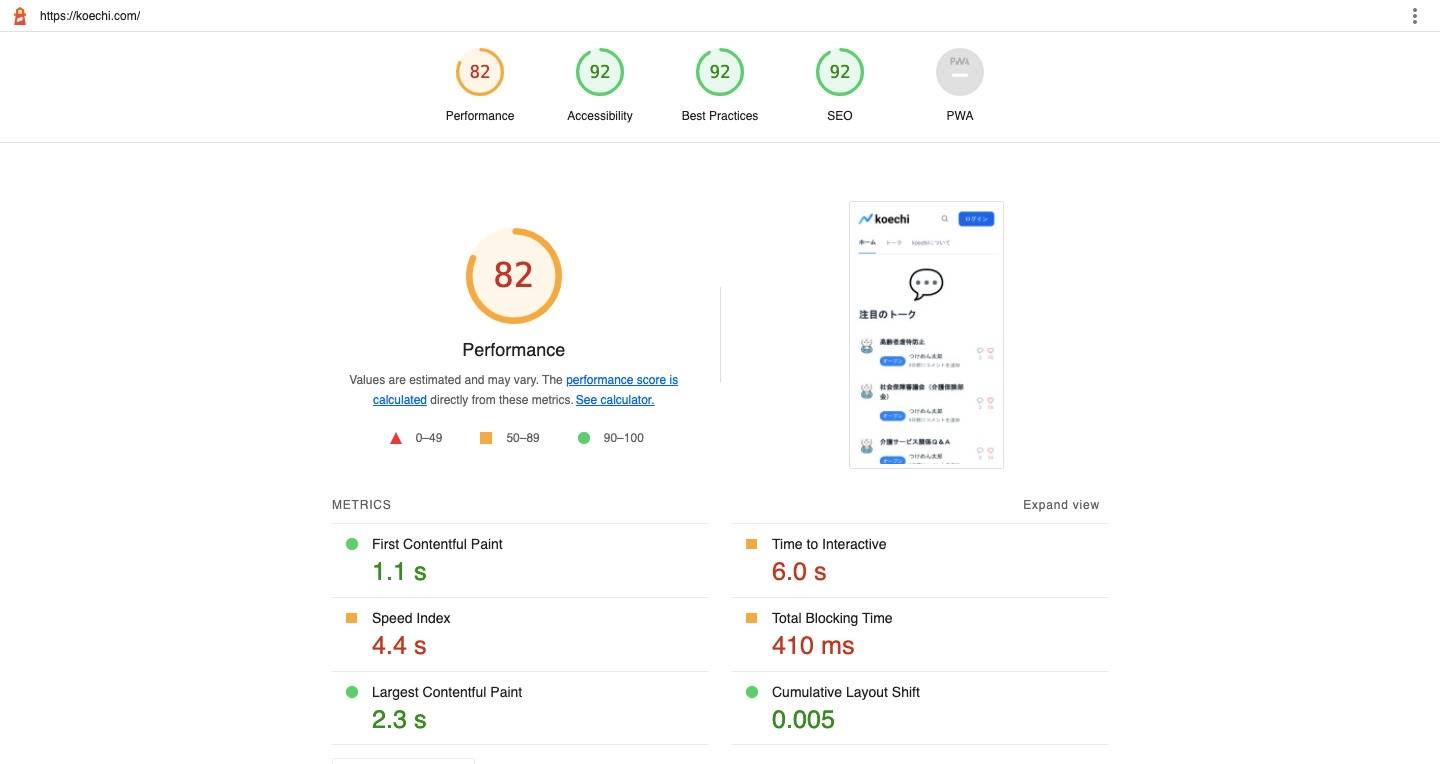 https://koechi.com/
82
92
92
92
PWA
Performance
Accessibility
Best Practices
SEO
PWA
82
Performance
Values are estimated and may vary. The performance score is
calculated directly from these metrics. See calculator.
0–49
50–89
90–100
koechi
ログイン
ホーム
トーク
koechiについて
注目のトーク
高齢者虐待防止
オープン
つけめん太郎
社会保障審議会（介護保険部
会）
オープン
つけめん太郎
介護サービス関係Q&A
オープン
つけめん太郎
METRICS
Expand view
First Contentful Paint
1.1 s
Time to Interactive
6.0 s
Speed Index
4.4 s
Total Blocking Time
410 ms
Largest Contentful Paint
2.3 s
Cumulative Layout Shift
0.005